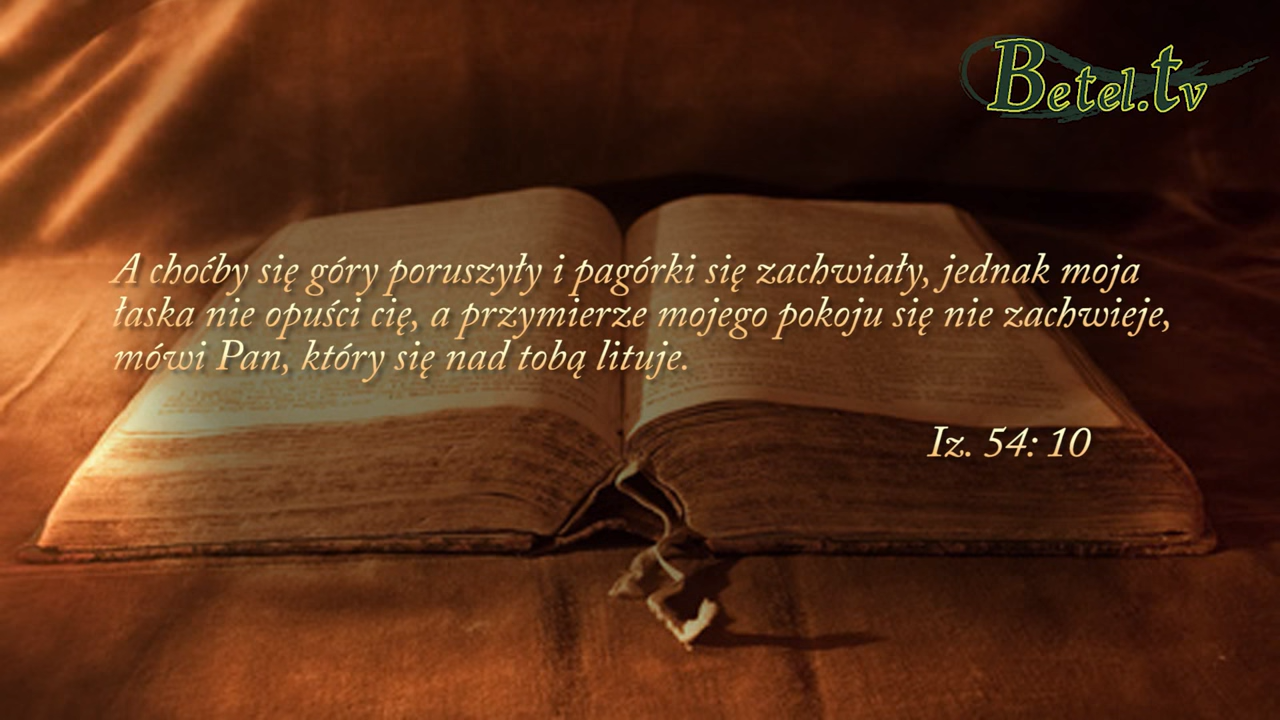 Betel.tv
A choćby się góry poruszyły i pagórki się zachwiały, jednak moja
łaska nie opuści cię, a przymierze mojego pokoju się nie zachwieje,
mówi Pan, który się nad tobą lituje.
Iz. 54: 10